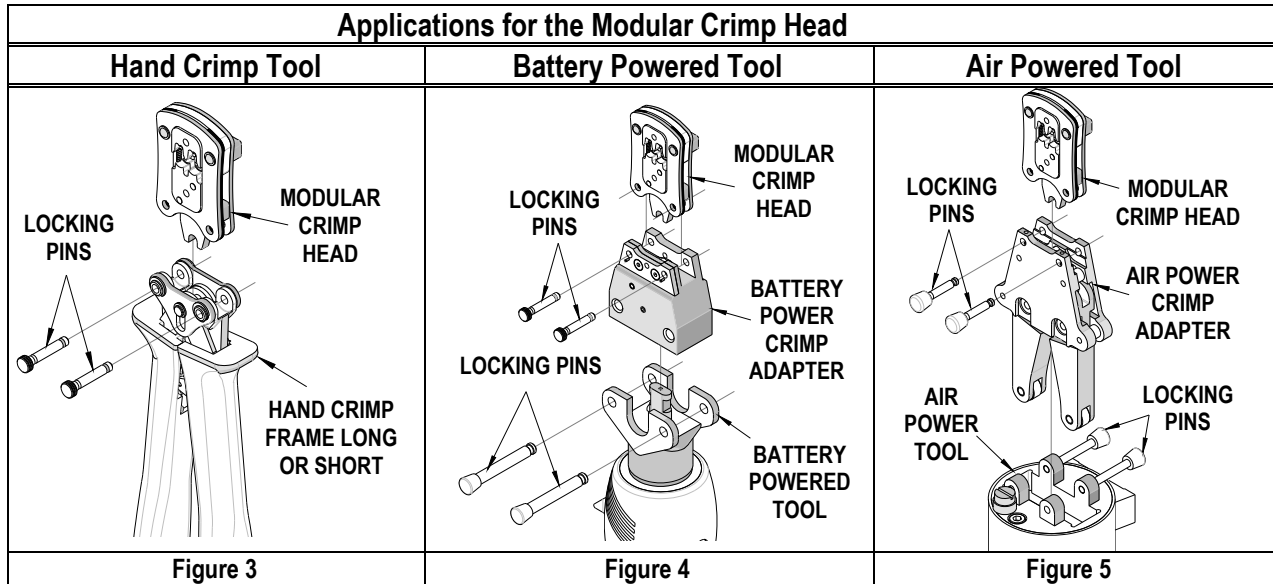 Applications for the Modular Crimp Head
Hand Crimp Tool
Battery Powered Tool
Air Powered Tool
LOCKING
PINS
MODULAR
CRIMP
HEAD
HAND CRIMP
FRAME LONG
OR SHORT
MODULAR
CRIMP
HEAD
LOCKING
PINS
BATTERY
POWER
CRIMP
ADAPTER
LOCKING PINS
BATTERY
POWERED
TOOL
LOCKING
PINS
MODULAR
CRIMP HEAD
AIR POWER
CRIMP
ADAPTER
AIR
POWER
TOOL
LOCKING
PINS
Figure 3
Figure 4
Figure 5